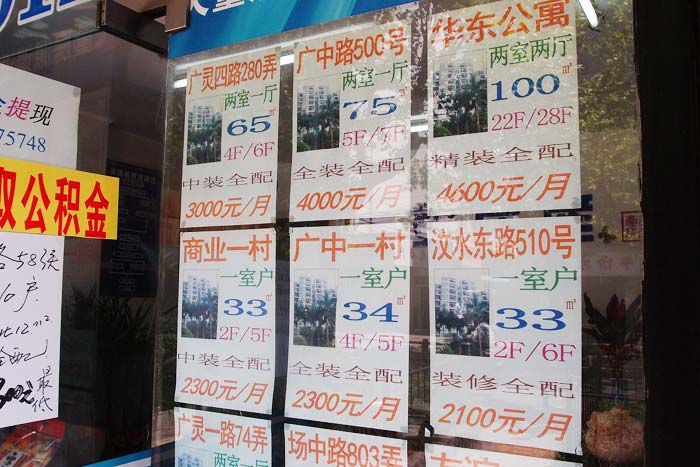 提现
75748
取公积金
广灵四路280弄
两室一厅
65㎡
4F/6F
中装全配
3000元/月
广中路500号
两室一厅
75㎡
5F/7F
全装全配
4000元/月
华东公寓
两室两厅
100㎡
22F/28F
精装全配
4600元/月
商业一村
一室户
33㎡
2F/5F
中装全配
2300元/月
广中一村
一室户
34㎡
4F/5F
全装全配
2300元/月
汶水东路510号
一室户
33㎡
2F/6F
装修全配
2100元/月
广灵一路74弄
场中路803弄